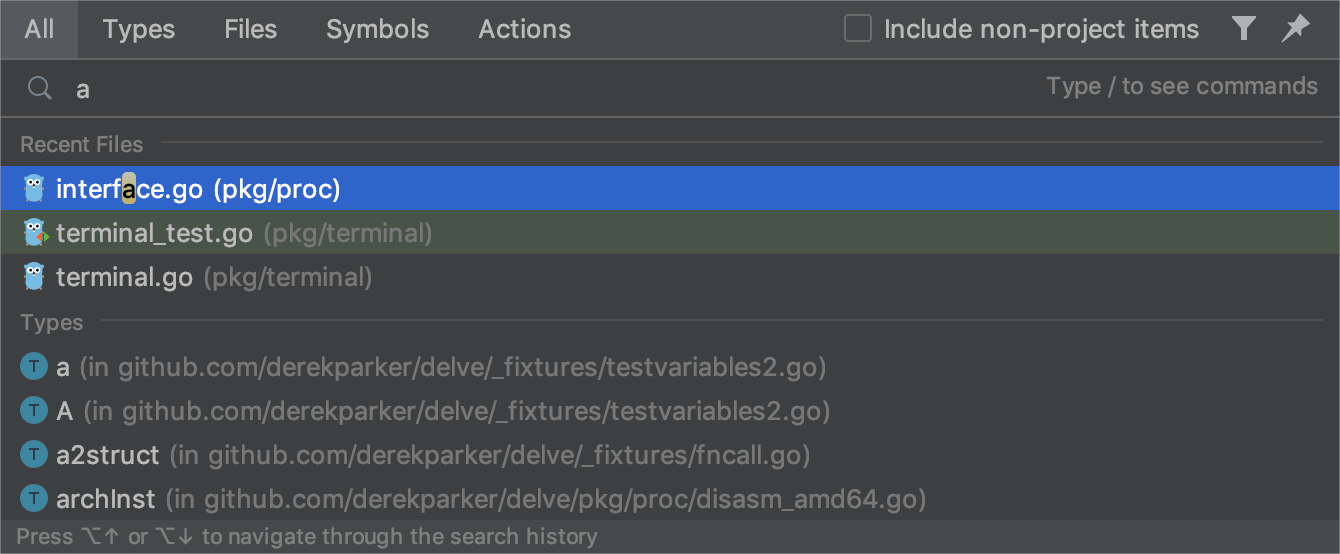 All Types Files Symbols Actions Include non-project items
a Type / to see commands
Recent Files
interface.go (pkg/proc)
terminal_test.go (pkg/terminal)
terminal.go (pkg/terminal)
Types
T a (in github.com/derekparker/delve/_fixtures/testvariables2.go)
T A (in github.com/derekparker/delve/_fixtures/testvariables2.go)
T a2struct (in github.com/derekparker/delve/_fixtures/fncall.go)
T archInst (in github.com/derekparker/delve/pkg/proc/disasm_amd64.go)
Press ⌥↑ or ⌥↓ to navigate through the search history